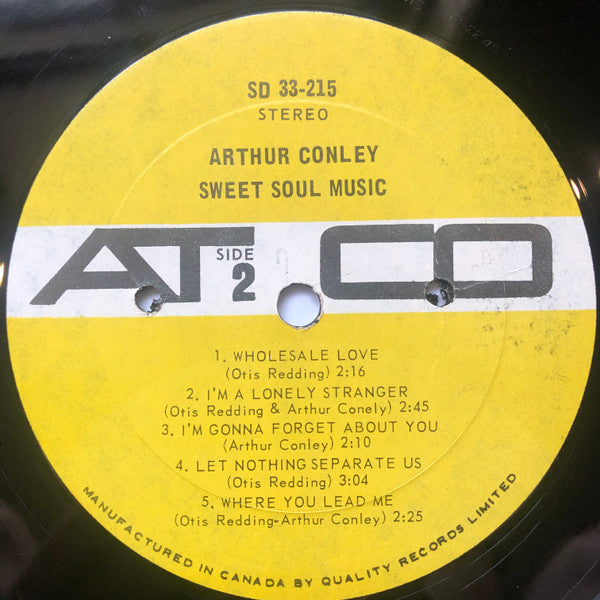 SD 33-215
STEREO
ARTHUR CONLEY
SWEET SOUL MUSIC
ATCO
SIDE
2
1. WHOLESALE LOVE
(Otis Redding) 2:16
2. I'M A LONELY STRANGER
(Otis Redding & Arthur Conely) 2:45
3. I'M GONNA FORGET ABOUT YOU
(Arthur Conley) 2:10
4. LET NOTHING SEPARATE US
(Otis Redding) 3:04
5. WHERE YOU LEAD ME
(Otis Redding-Arthur Conley) 2:25
MANUFACTURED IN CANADA BY QUALITY RECORDS LIMITED